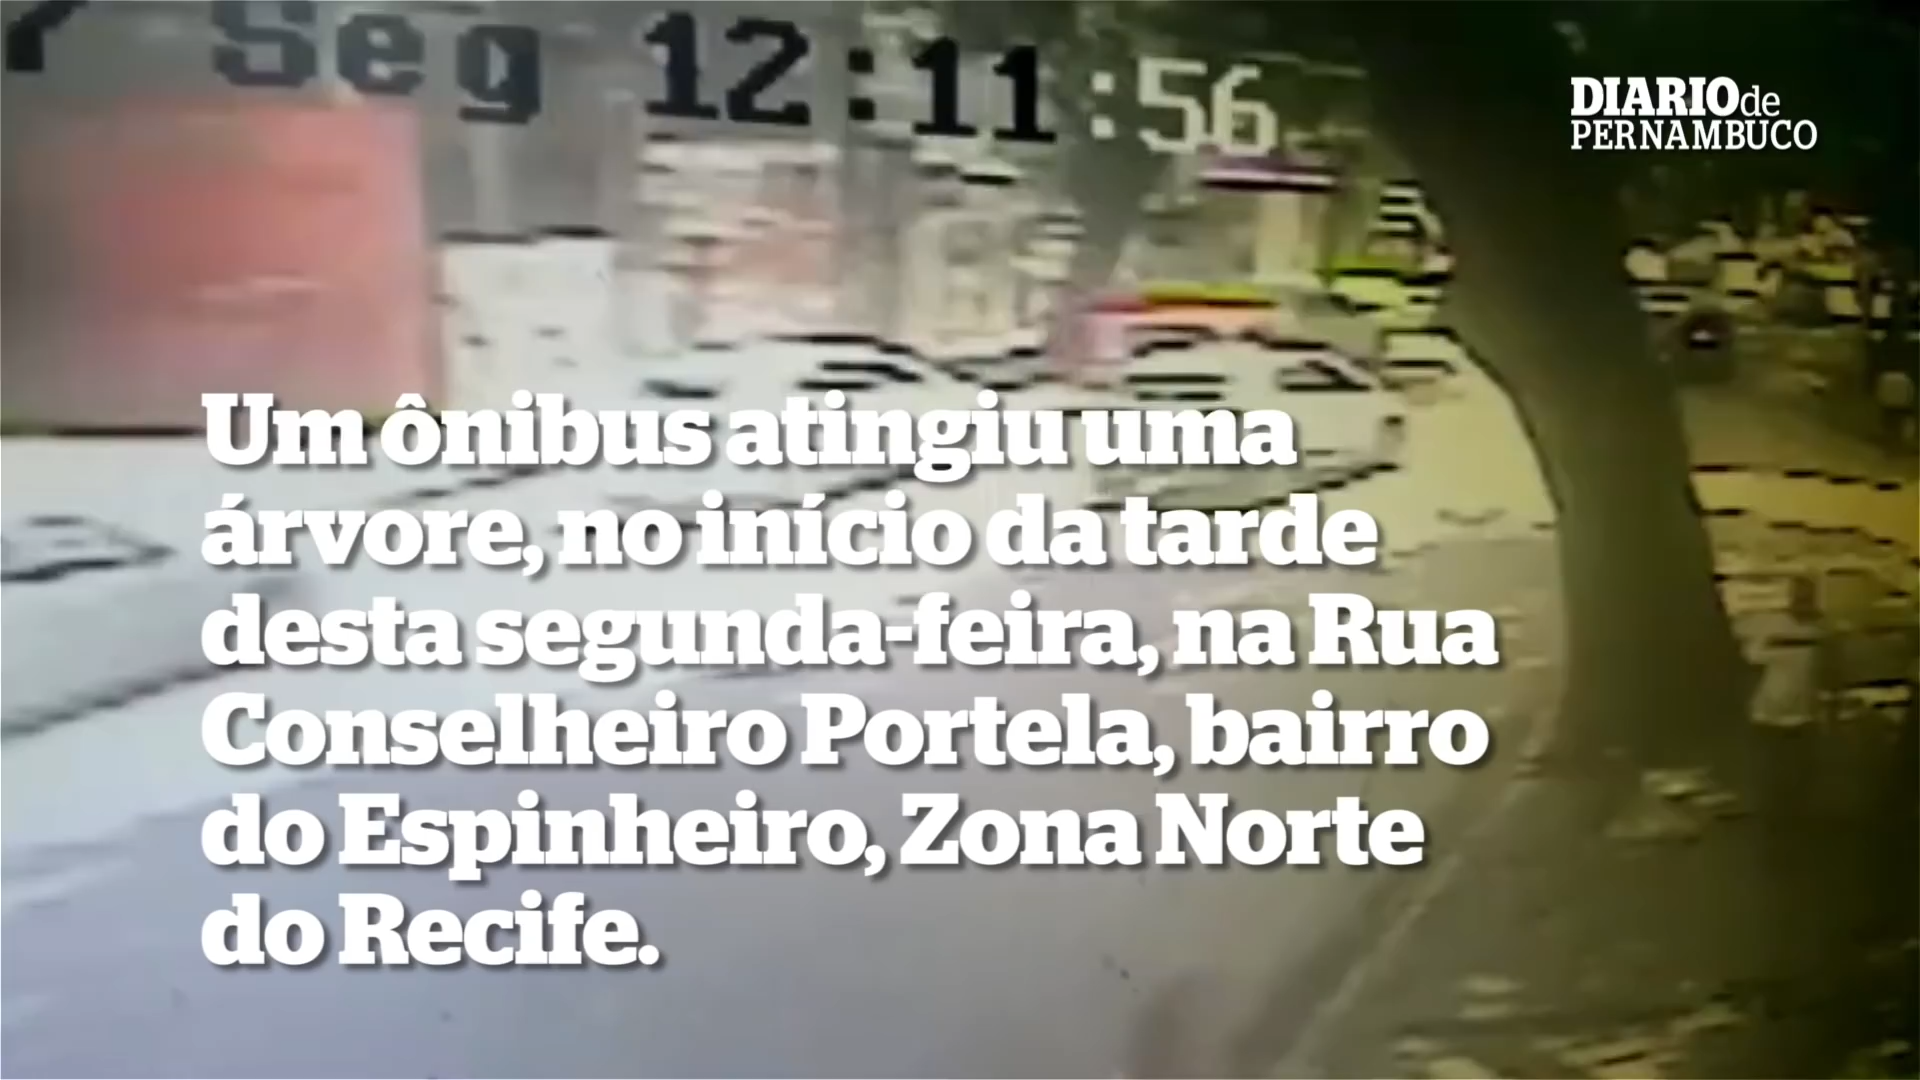 7 Seg 12:11:56
DIARIO de
PERNAMBUCO
Um ônibus atingiu uma
árvore, no início da tarde
desta segunda-feira, na Rua
Conselheiro Portela, bairro
do Espinheiro, Zona Norte
do Recife.